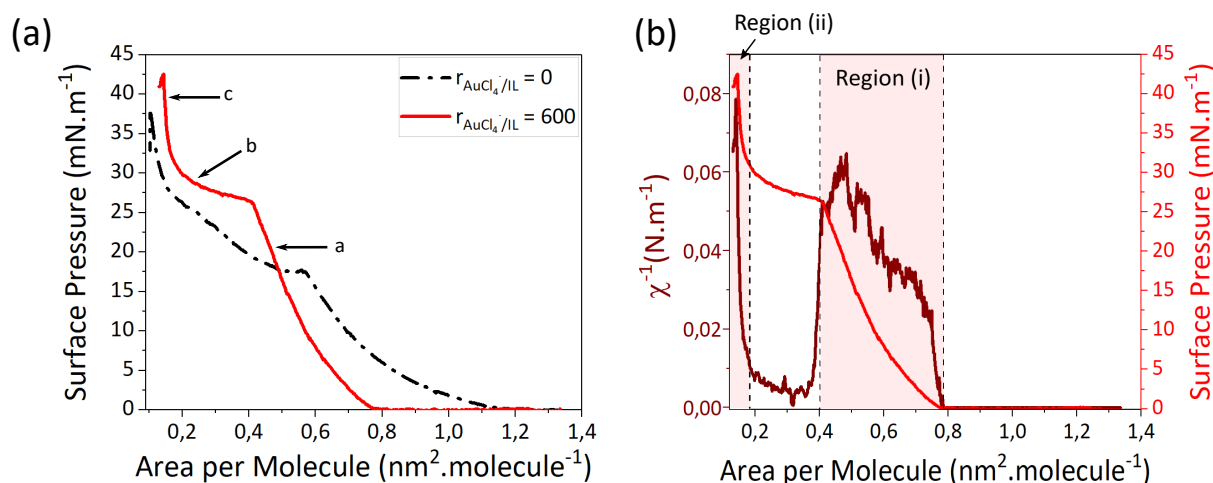 (a)
45
40
35
30
25
20
15
10
5
0
Surface Pressure (mN.m⁻¹)
c
b
a
r_AuCl₄⁻/IL = 0
r_AuCl₄⁻/IL = 600
0,2 0,4 0,6 0,8 1,0 1,2 1,4
Area per Molecule (nm².molecule⁻¹)
(b)
Region (ii)
Region (i)
0,08
0,06
0,04
0,02
0,00
χ⁻¹(N.m⁻¹)
45
40
35
30
25
20
15
10
5
0
Surface Pressure (mN.m⁻¹)
0,2 0,4 0,6 0,8 1,0 1,2 1,4
Area per Molecule (nm².molecule⁻¹)